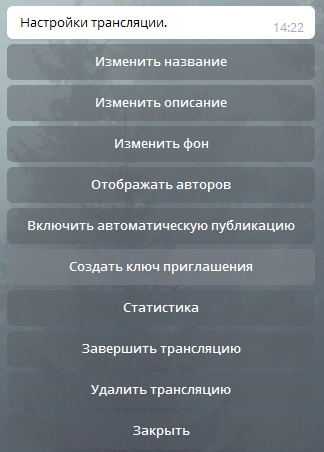 Настройки трансляции.
14:22
Изменить название
Изменить описание
Изменить фон
Отображать авторов
Включить автоматическую публикацию
Создать ключ приглашения
Статистика
Завершить трансляцию
Удалить трансляцию
Закрыть